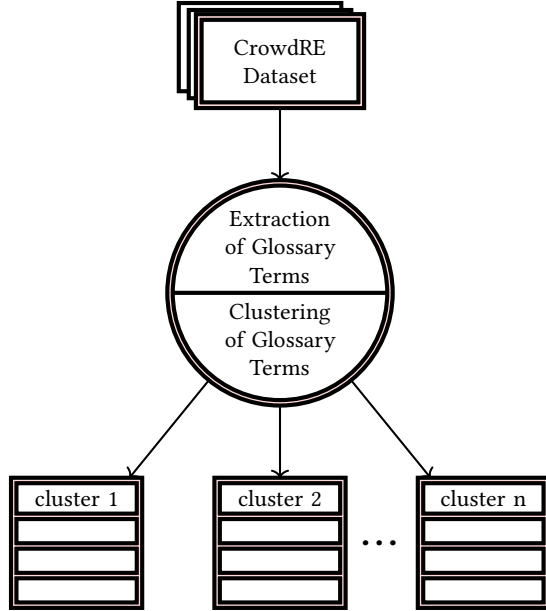 CrowdRE
Dataset
Extraction
of Glossary
Terms
Clustering
of Glossary
Terms
cluster 1
cluster 2
...
cluster n